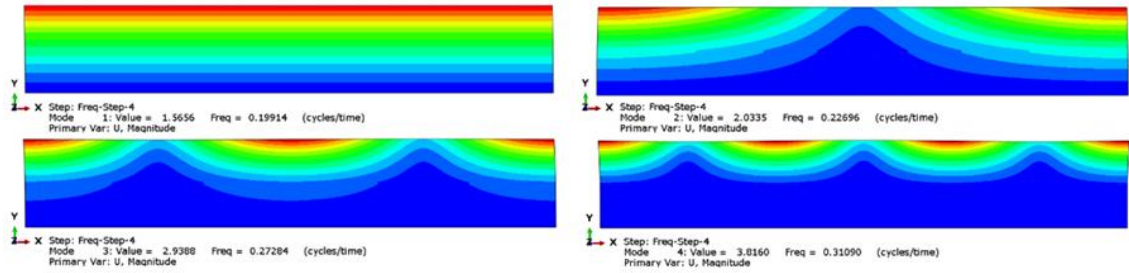 Y
Z X
Step: Freq-Step-4
Mode 1: Value = 1.5656 Freq = 0.19914 (cycles/time)
Primary Var: U, Magnitude
Y
Z X
Step: Freq-Step-4
Mode 2: Value = 2.0335 Freq = 0.22696 (cycles/time)
Primary Var: U, Magnitude
Y
Z X
Step: Freq-Step-4
Mode 3: Value = 2.9388 Freq = 0.27284 (cycles/time)
Primary Var: U, Magnitude
Y
Z X
Step: Freq-Step-4
Mode 4: Value = 3.8160 Freq = 0.31090 (cycles/time)
Primary Var: U, Magnitude